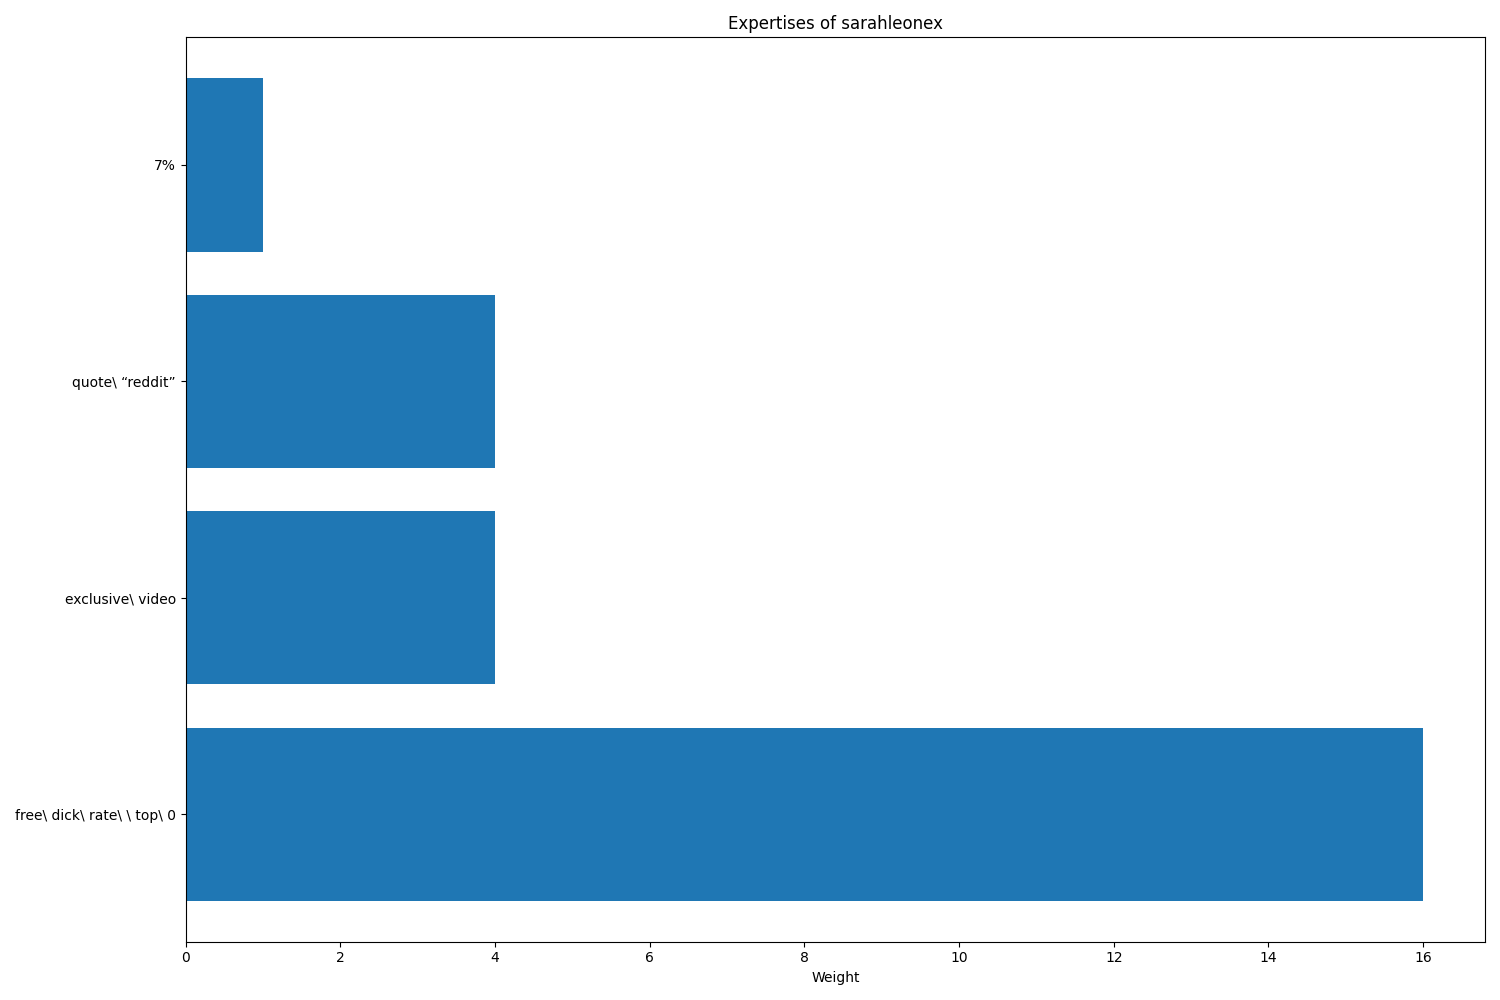 Expertises of sarahleonex
7%
quote\ “reddit”
exclusive\ video
free\ dick\ rate\ \ top\ 0
0 2 4 6 8 10 12 14 16
Weight